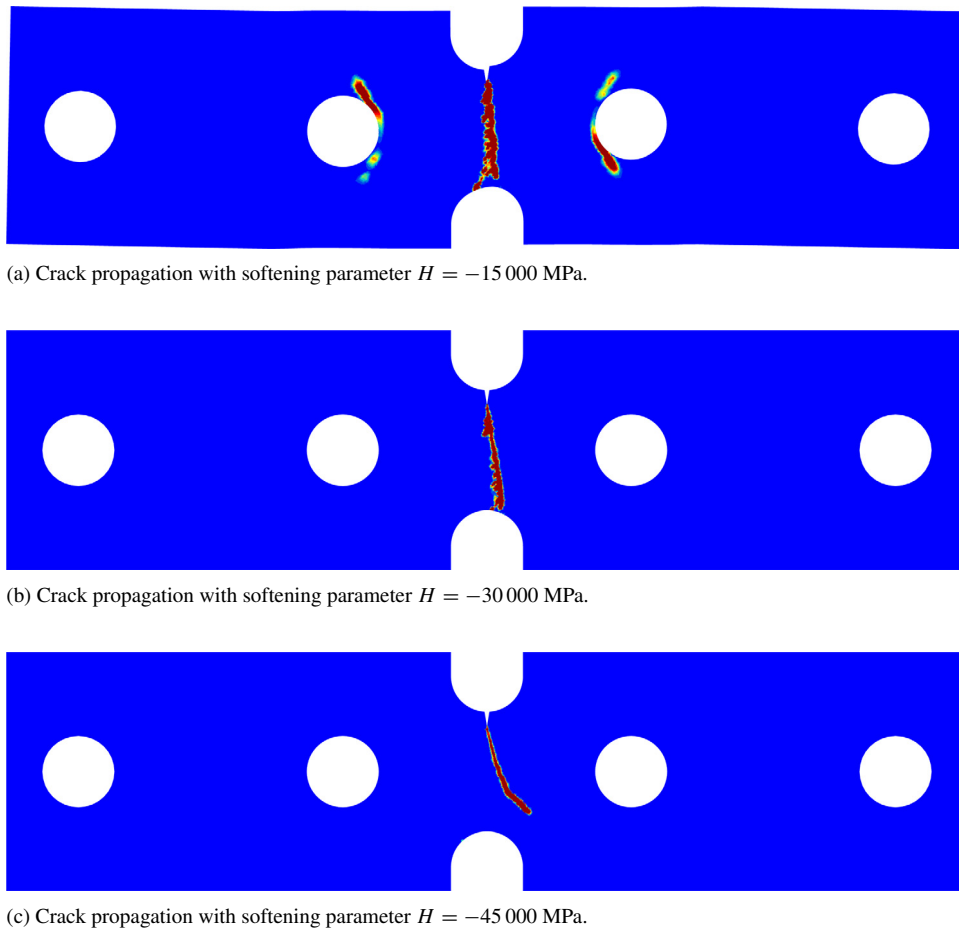 (a) Crack propagation with softening parameter H = −15 000 MPa.
(b) Crack propagation with softening parameter H = −30 000 MPa.
(c) Crack propagation with softening parameter H = −45 000 MPa.